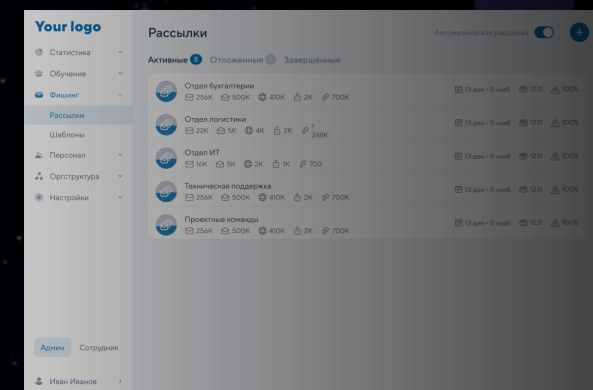 Your logo
Статистика
Обучение
Фишинг
Рассылки
Шаблоны
Персонал
Оргструктура
Настройки
Админ Сотрудник
Иван Иванов
Рассылки
Автоматическая рассылка
Активные 5 Отложенные 1 Завершённые
Отдел бухгалтерии
256K 500K 410K 2K 700K
13 дек – 5 нояб 1231 100%
Отдел логистики
22K 5K 4K 2K 1 248K
13 дек – 5 нояб 1231 100%
Отдел ИТ
16K 5K 2K 1K 700
13 дек – 5 нояб 1231 100%
Техническая поддержка
256K 500K 410K 2K 700K
13 дек – 5 нояб 1231 100%
Проектные команды
256K 500K 410K 2K 700K
13 дек – 5 нояб 1231 100%